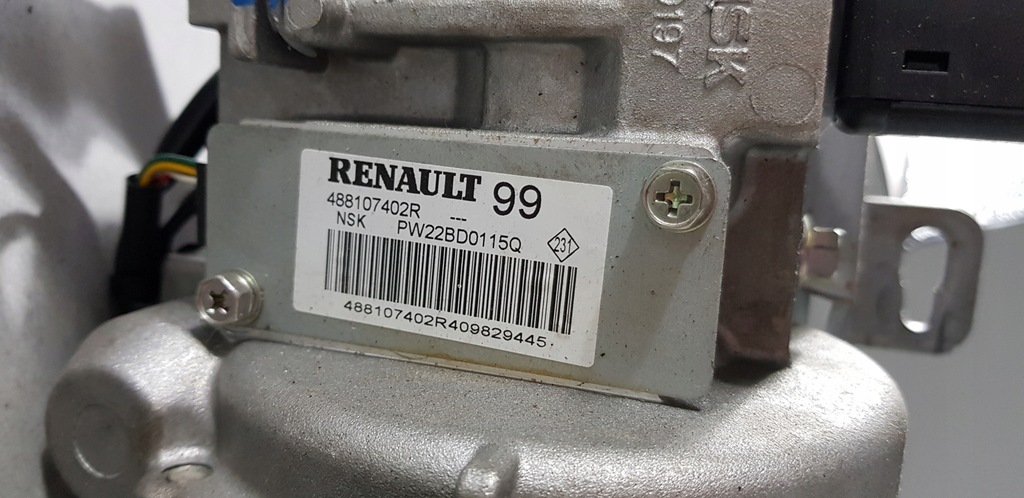 RENAULT 99
488107402R ---
NSK PW22BD0115Q 231
488107402R409829445
NSK